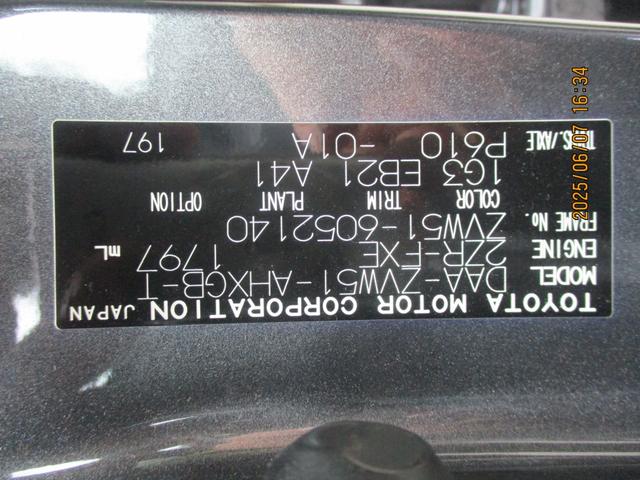 TOYOTA MOTOR CORPORATION JAPAN
MODEL DAA-ZVW51-AHXGB-T
ENGINE 2ZR-FXE 1797 mL
FRAME No. ZVW51-6052140
COLOR TRIM PLANT OPTION
1G3 EB21 A41
TRANS./AXLE P610 -01A 197
2025/06/07 16:34